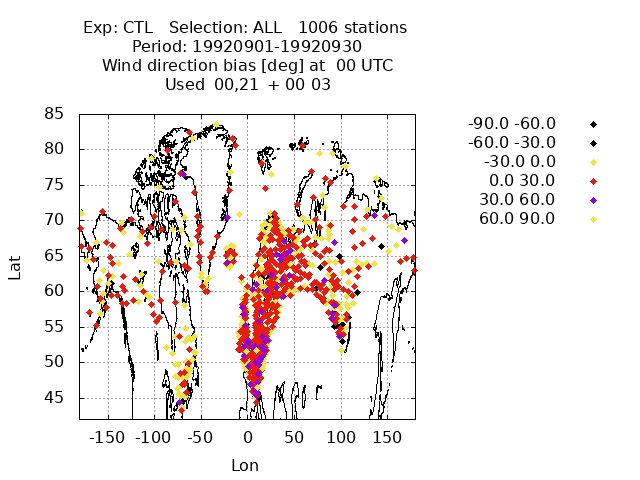 Exp: CTL   Selection: ALL   1006 stations
Period: 19920901-19920930
Wind direction bias [deg] at  00 UTC
Used  00,21  + 00 03
-90.0 -60.0
-60.0 -30.0
-30.0 0.0
0.0 30.0
30.0 60.0
60.0 90.0
85
80
75
70
65
60
55
50
45
Lat
-150 -100 -50 0 50 100 150
Lon